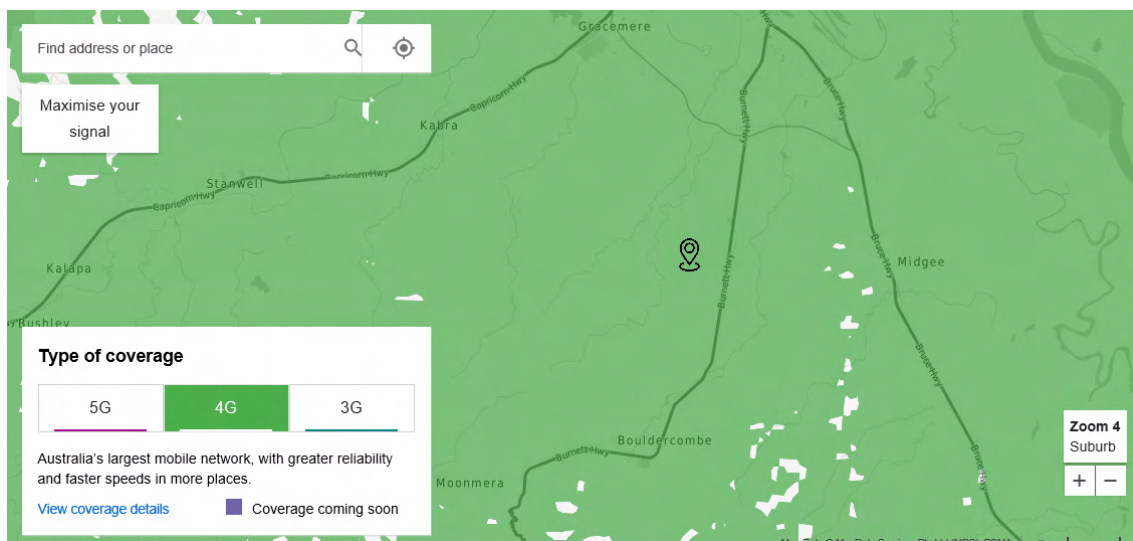 Find address or place
Maximise your
signal
Gracemere
Hwy
Capricorn Hwy
Kabra
Burnett Hwy
Bruce Hwy
Stanwell
Capricorn Hwy
Capricorn Hwy
Kalapa
Bushley
Burnett Hwy
Bruce Hwy
Midgee
Bruce Hwy
Type of coverage
5G
4G
3G
Australia's largest mobile network, with greater reliability
and faster speeds in more places.
View coverage details
Coverage coming soon
Bouldercombe
Burnett Hwy
Moonmera
Bruce Hwy
Zoom 4
Suburb
+
−